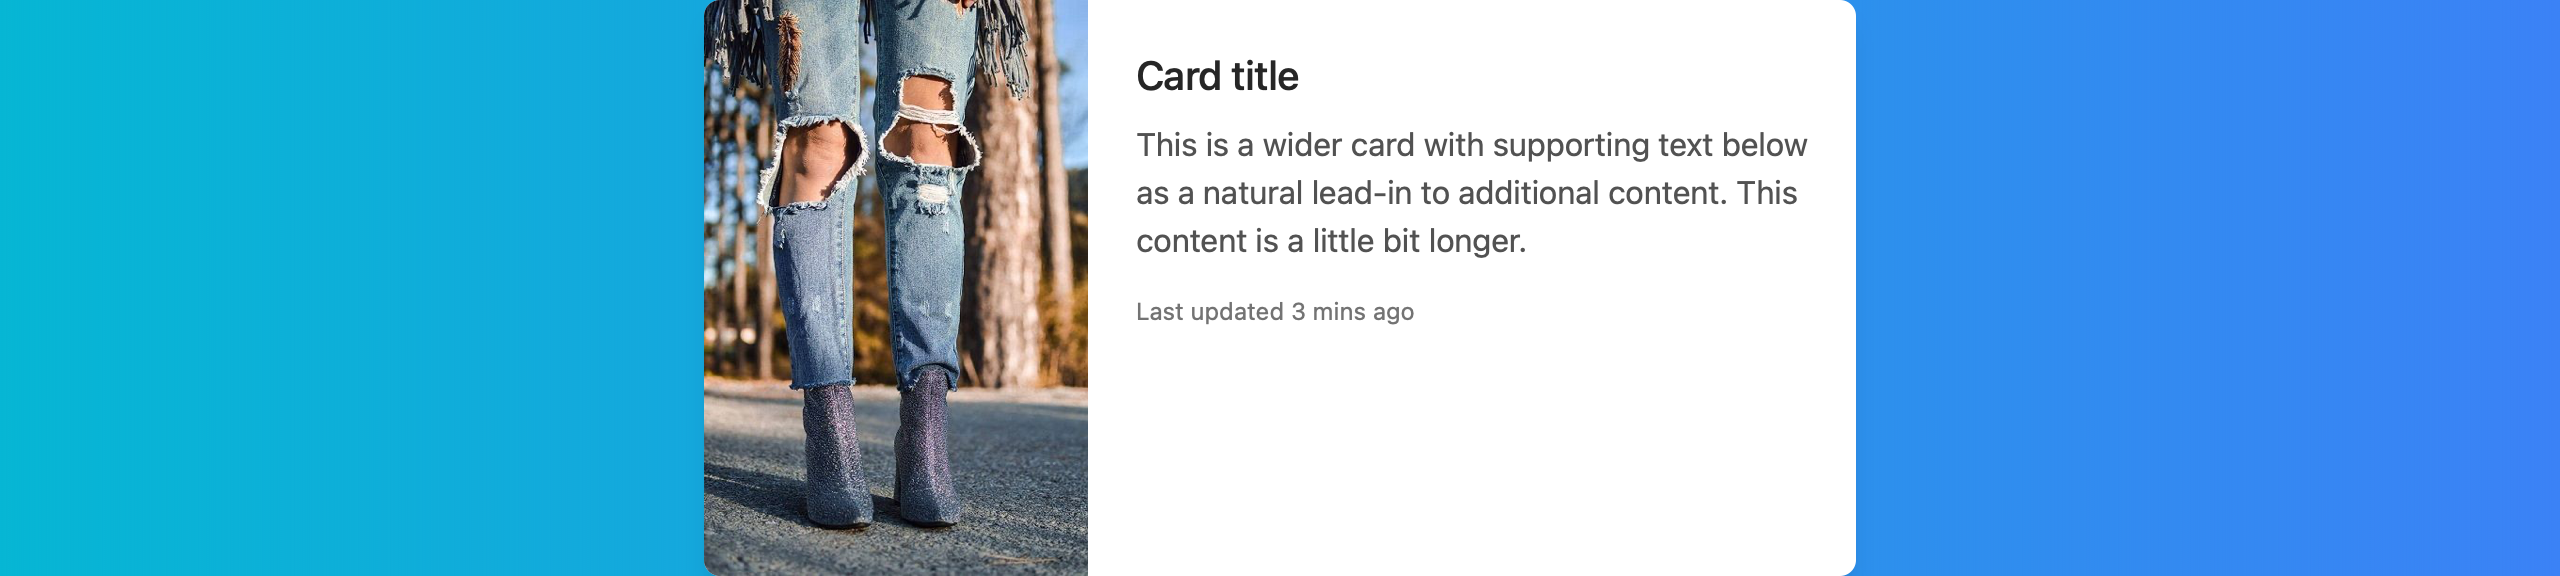 Card title
This is a wider card with supporting text below
as a natural lead-in to additional content. This
content is a little bit longer.
Last updated 3 mins ago